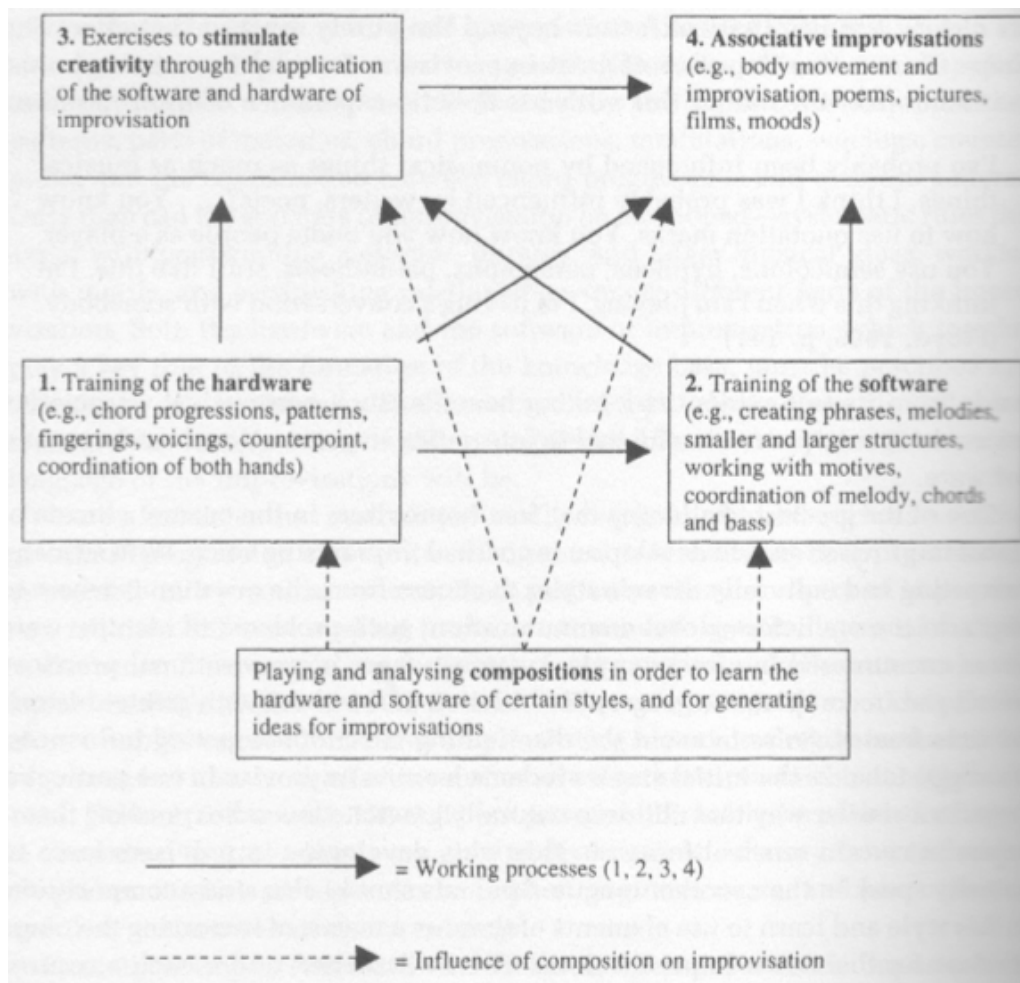 3. Exercises to stimulate
creativity through the application
of the software and hardware of
improvisation
4. Associative improvisations
(e.g., body movement and
improvisation, poems, pictures,
films, moods)
1. Training of the hardware
(e.g., chord progressions, patterns,
fingerings, voicings, counterpoint,
coordination of both hands)
2. Training of the software
(e.g., creating phrases, melodies,
smaller and larger structures,
working with motives,
coordination of melody, chords
and bass)
Playing and analysing compositions in order to learn the
hardware and software of certain styles, and for generating
ideas for improvisations
= Working processes (1, 2, 3, 4)
= Influence of composition on improvisation